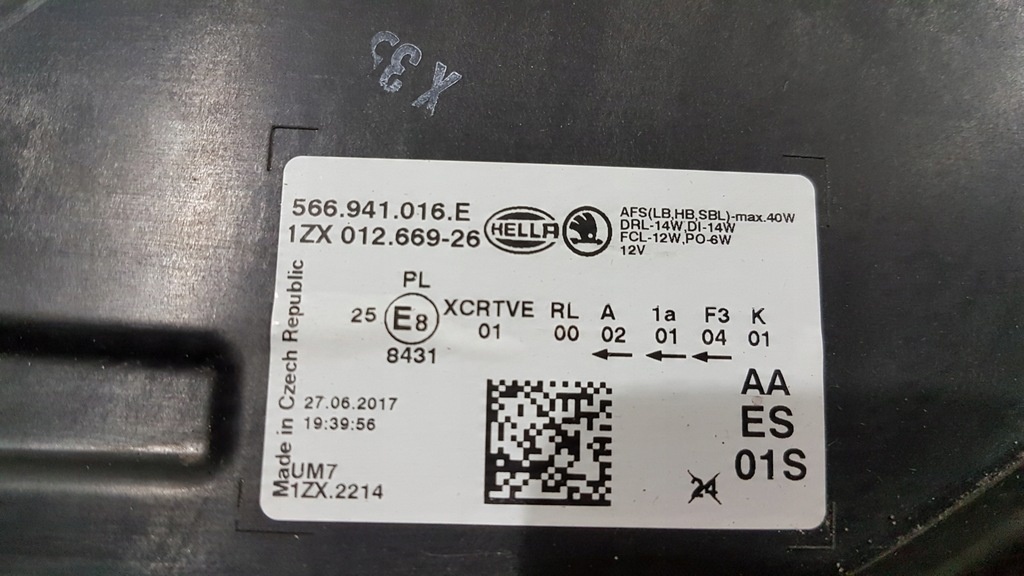 X 33
566.941.016.E
1ZX 012.669-26
HELLA
AFS(LB,HB,SBL)-max.40W
DRL-14W,DI-14W
FCL-12W,PO-6W
12V
Made in Czech Republic
PL
25 E8 XCRTVE RL A 1a F3 K
01 00 02 01 04 01
8431
27.06.2017
19:39:56
AA
ES
01S
UM7
1ZX.2214
24